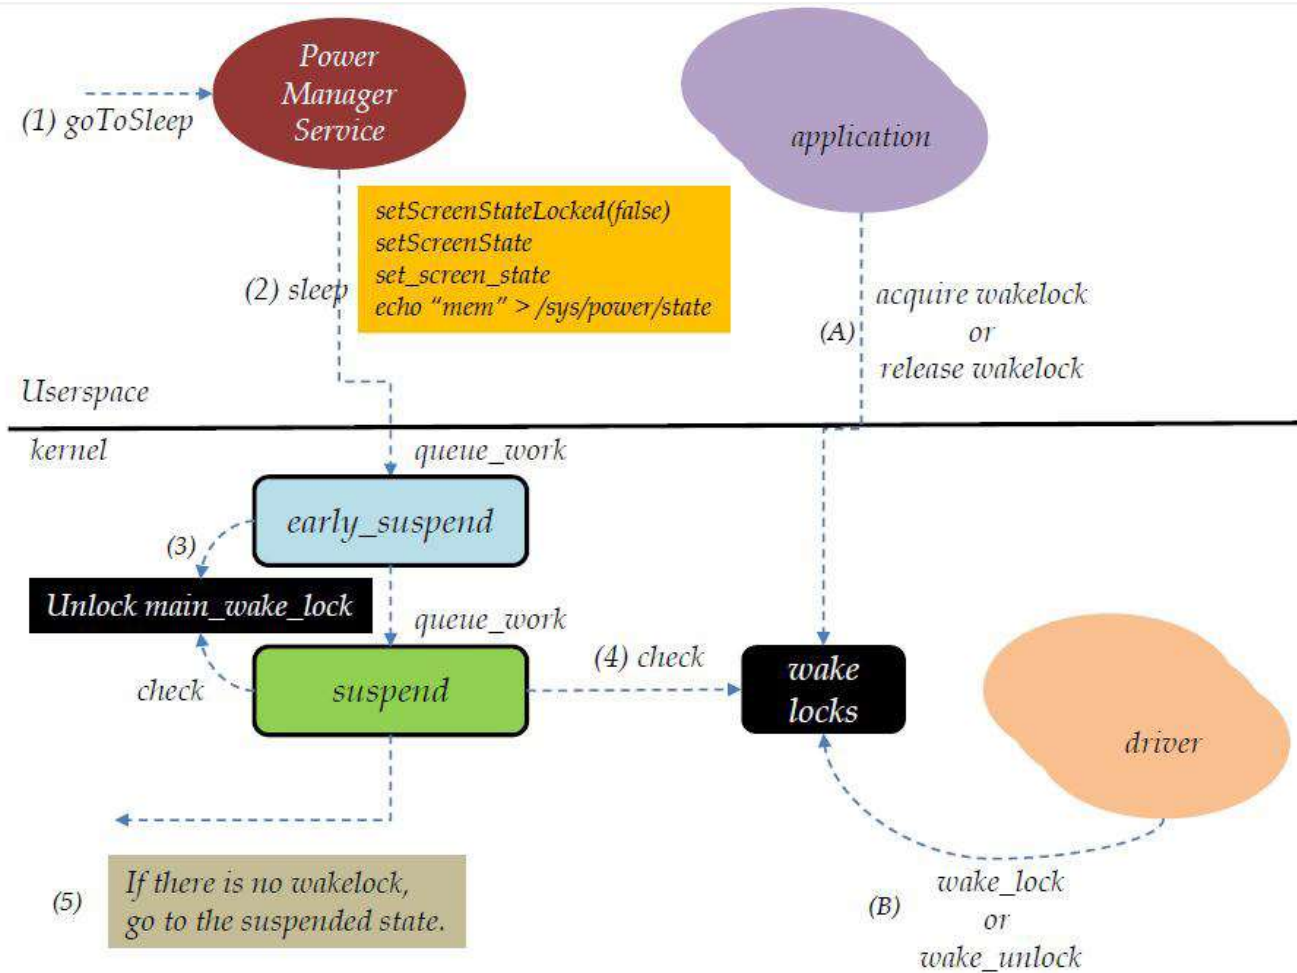 Power
Manager
Service
(1) goToSleep
application
setScreenStateLocked(false)
setScreenState
set_screen_state
echo “mem” > /sys/power/state
(2) sleep
acquire wakelock
or
release wakelock
(A)
Userspace
kernel
queue_work
early_suspend
(3)
Unlock main_wake_lock
queue_work
check
suspend
(4) check
wake
locks
driver
(5)
If there is no wakelock,
go to the suspended state.
(B)
wake_lock
or
wake_unlock